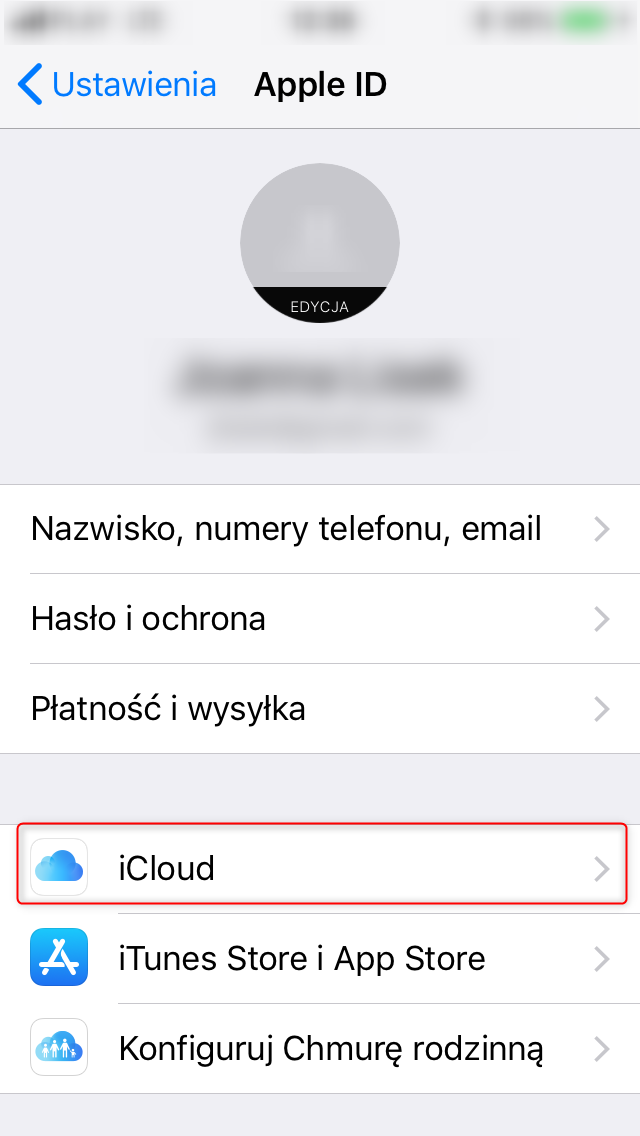 Ustawienia
Apple ID
EDYCJA
Nazwisko, numery telefonu, email
Hasło i ochrona
Płatność i wysyłka
iCloud
iTunes Store i App Store
Konfiguruj Chmurę rodzinną